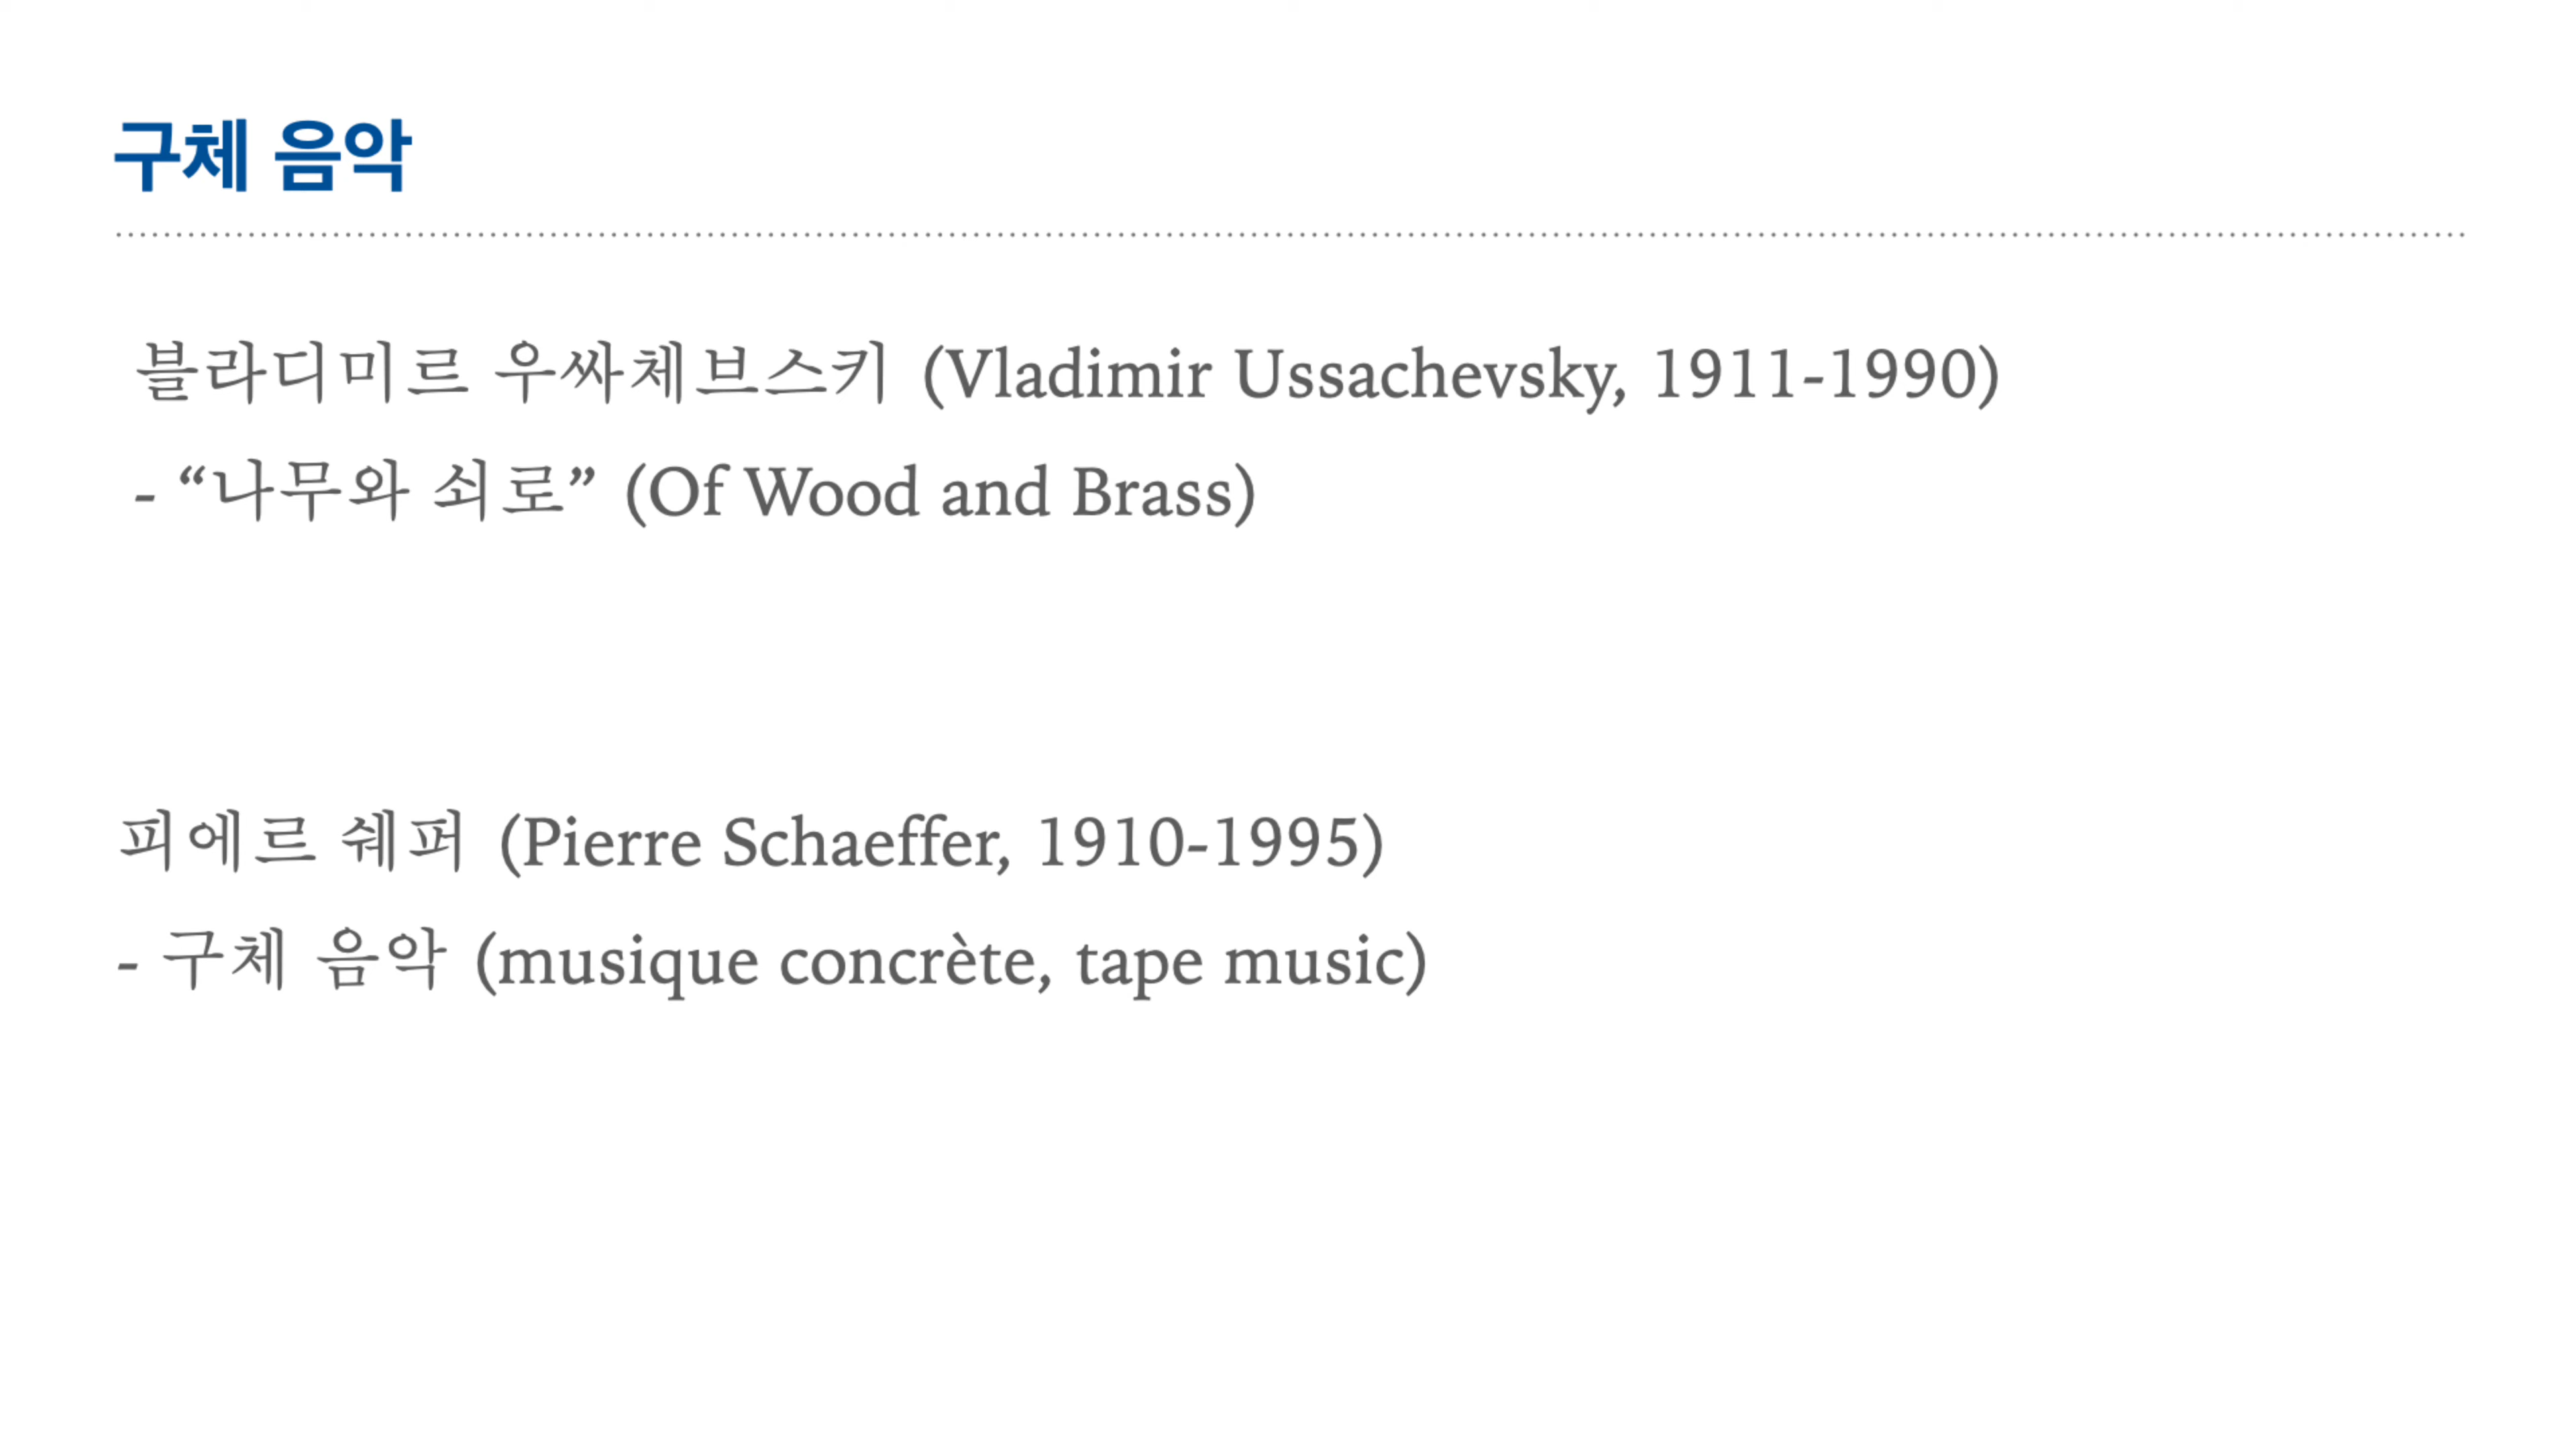 구체 음악
블라디미르 우싸체브스키 (Vladimir Ussachevsky, 1911-1990)
- “나무와 쇠로” (Of Wood and Brass)
피에르 쉐퍼 (Pierre Schaeffer, 1910-1995)
- 구체 음악 (musique concrète, tape music)